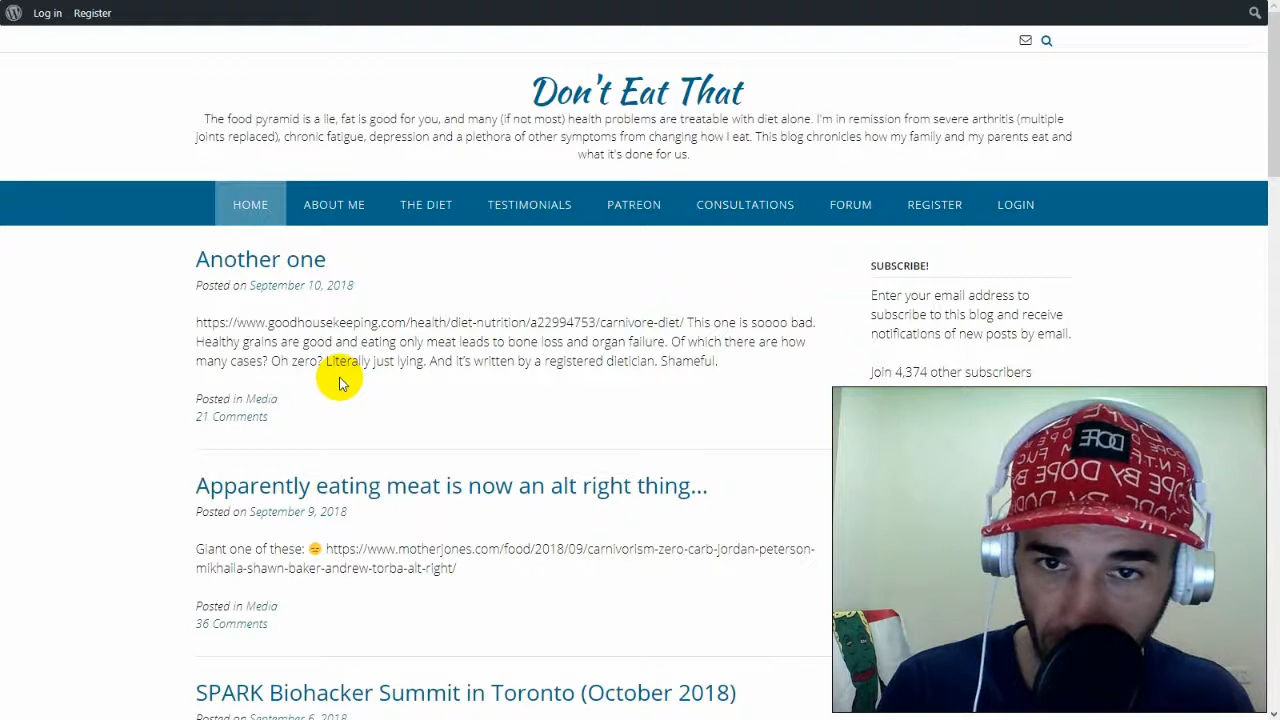 Log in Register
Don't Eat That
The food pyramid is a lie, fat is good for you, and many (if not most) health problems are treatable with diet alone. I'm in remission from severe arthritis (multiple
joints replaced), chronic fatigue, depression and a plethora of other symptoms from changing how I eat. This blog chronicles how my family and my parents eat and
what it's done for us.
HOME ABOUT ME THE DIET TESTIMONIALS PATREON CONSULTATIONS FORUM REGISTER LOGIN
Another one
Posted on September 10, 2018
https://www.goodhousekeeping.com/health/diet-nutrition/a22994753/carnivore-diet/ This one is soooo bad.
Healthy grains are good and eating only meat leads to bone loss and organ failure. Of which there are how
many cases? Oh zero? Literally just lying. And it's written by a registered dietician. Shameful.
Posted in Media
21 Comments
Apparently eating meat is now an alt right thing...
Posted on September 9, 2018
Giant one of these: 😑 https://www.motherjones.com/food/2018/09/carnivorism-zero-carb-jordan-peterson-
mikhaila-shawn-baker-andrew-torba-alt-right/
Posted in Media
36 Comments
SPARK Biohacker Summit in Toronto (October 2018)
Posted on September 6, 2018
SUBSCRIBE!
Enter your email address to
subscribe to this blog and receive
notifications of new posts by email.
Join 4,374 other subscribers
DOPE
BY DOPE